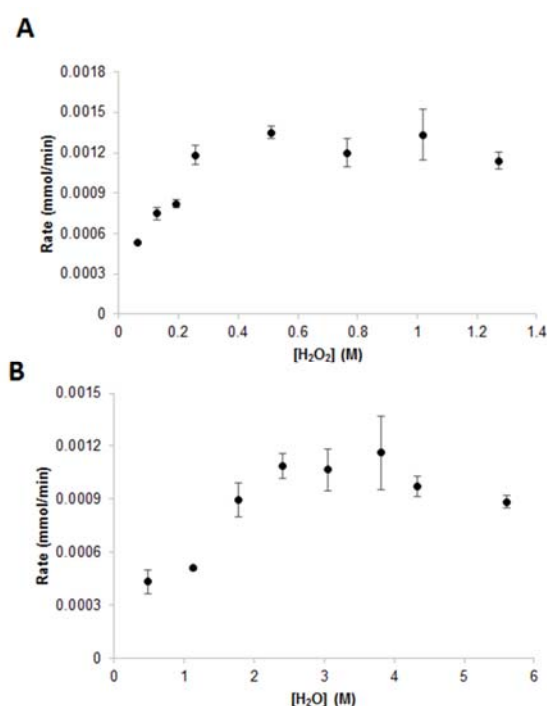 A
0.0018
0.0015
0.0012
0.0009
0.0006
0.0003
0
Rate (mmol/min)
0 0.2 0.4 0.6 0.8 1 1.2 1.4
[H₂O₂] (M)
B
0.0015
0.0012
0.0009
0.0006
0.0003
0
Rate (mmol/min)
0 1 2 3 4 5 6
[H₂O] (M)